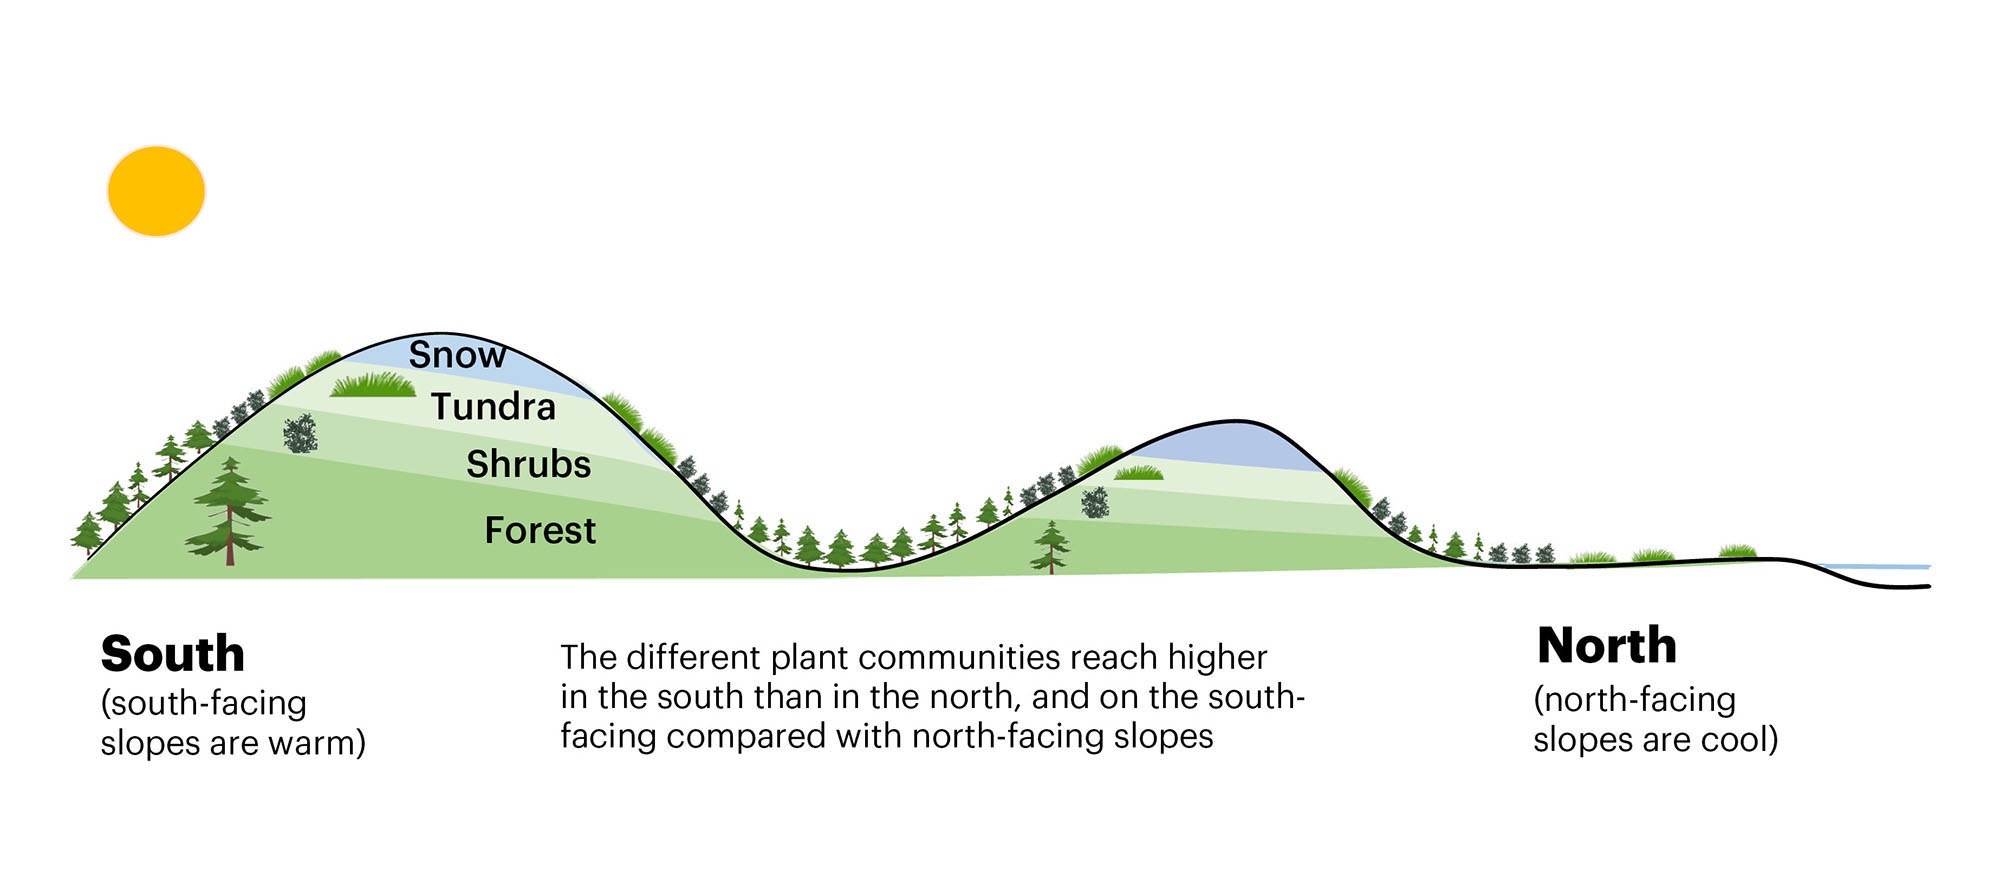 Snow
Tundra
Shrubs
Forest
South
(south-facing
slopes are warm)
The different plant communities reach higher
in the south than in the north, and on the south-
facing compared with north-facing slopes
North
(north-facing
slopes are cool)